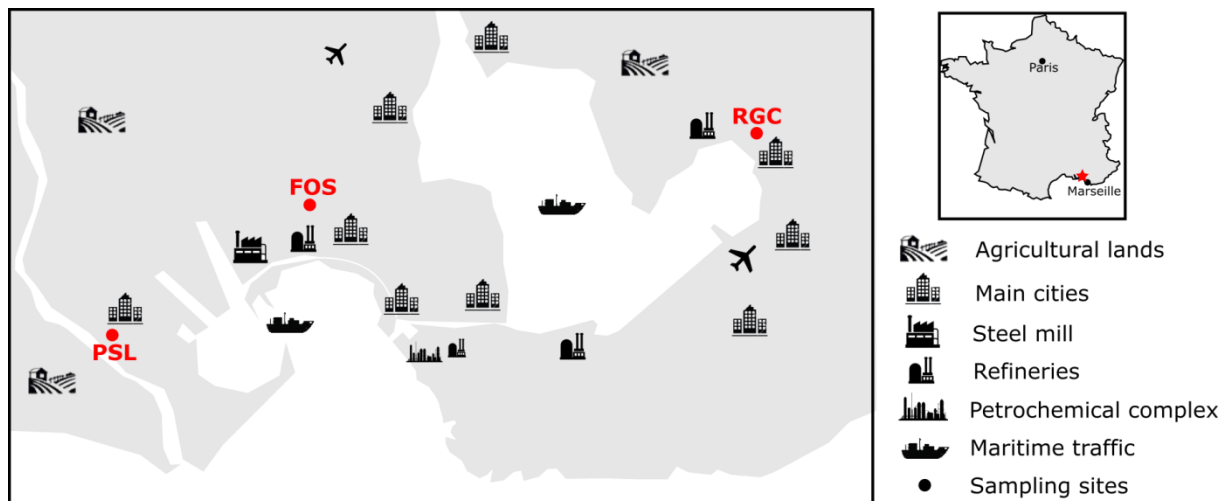 RGC
FOS
PSL
Paris
Marseille
Agricultural lands
Main cities
Steel mill
Refineries
Petrochemical complex
Maritime traffic
Sampling sites